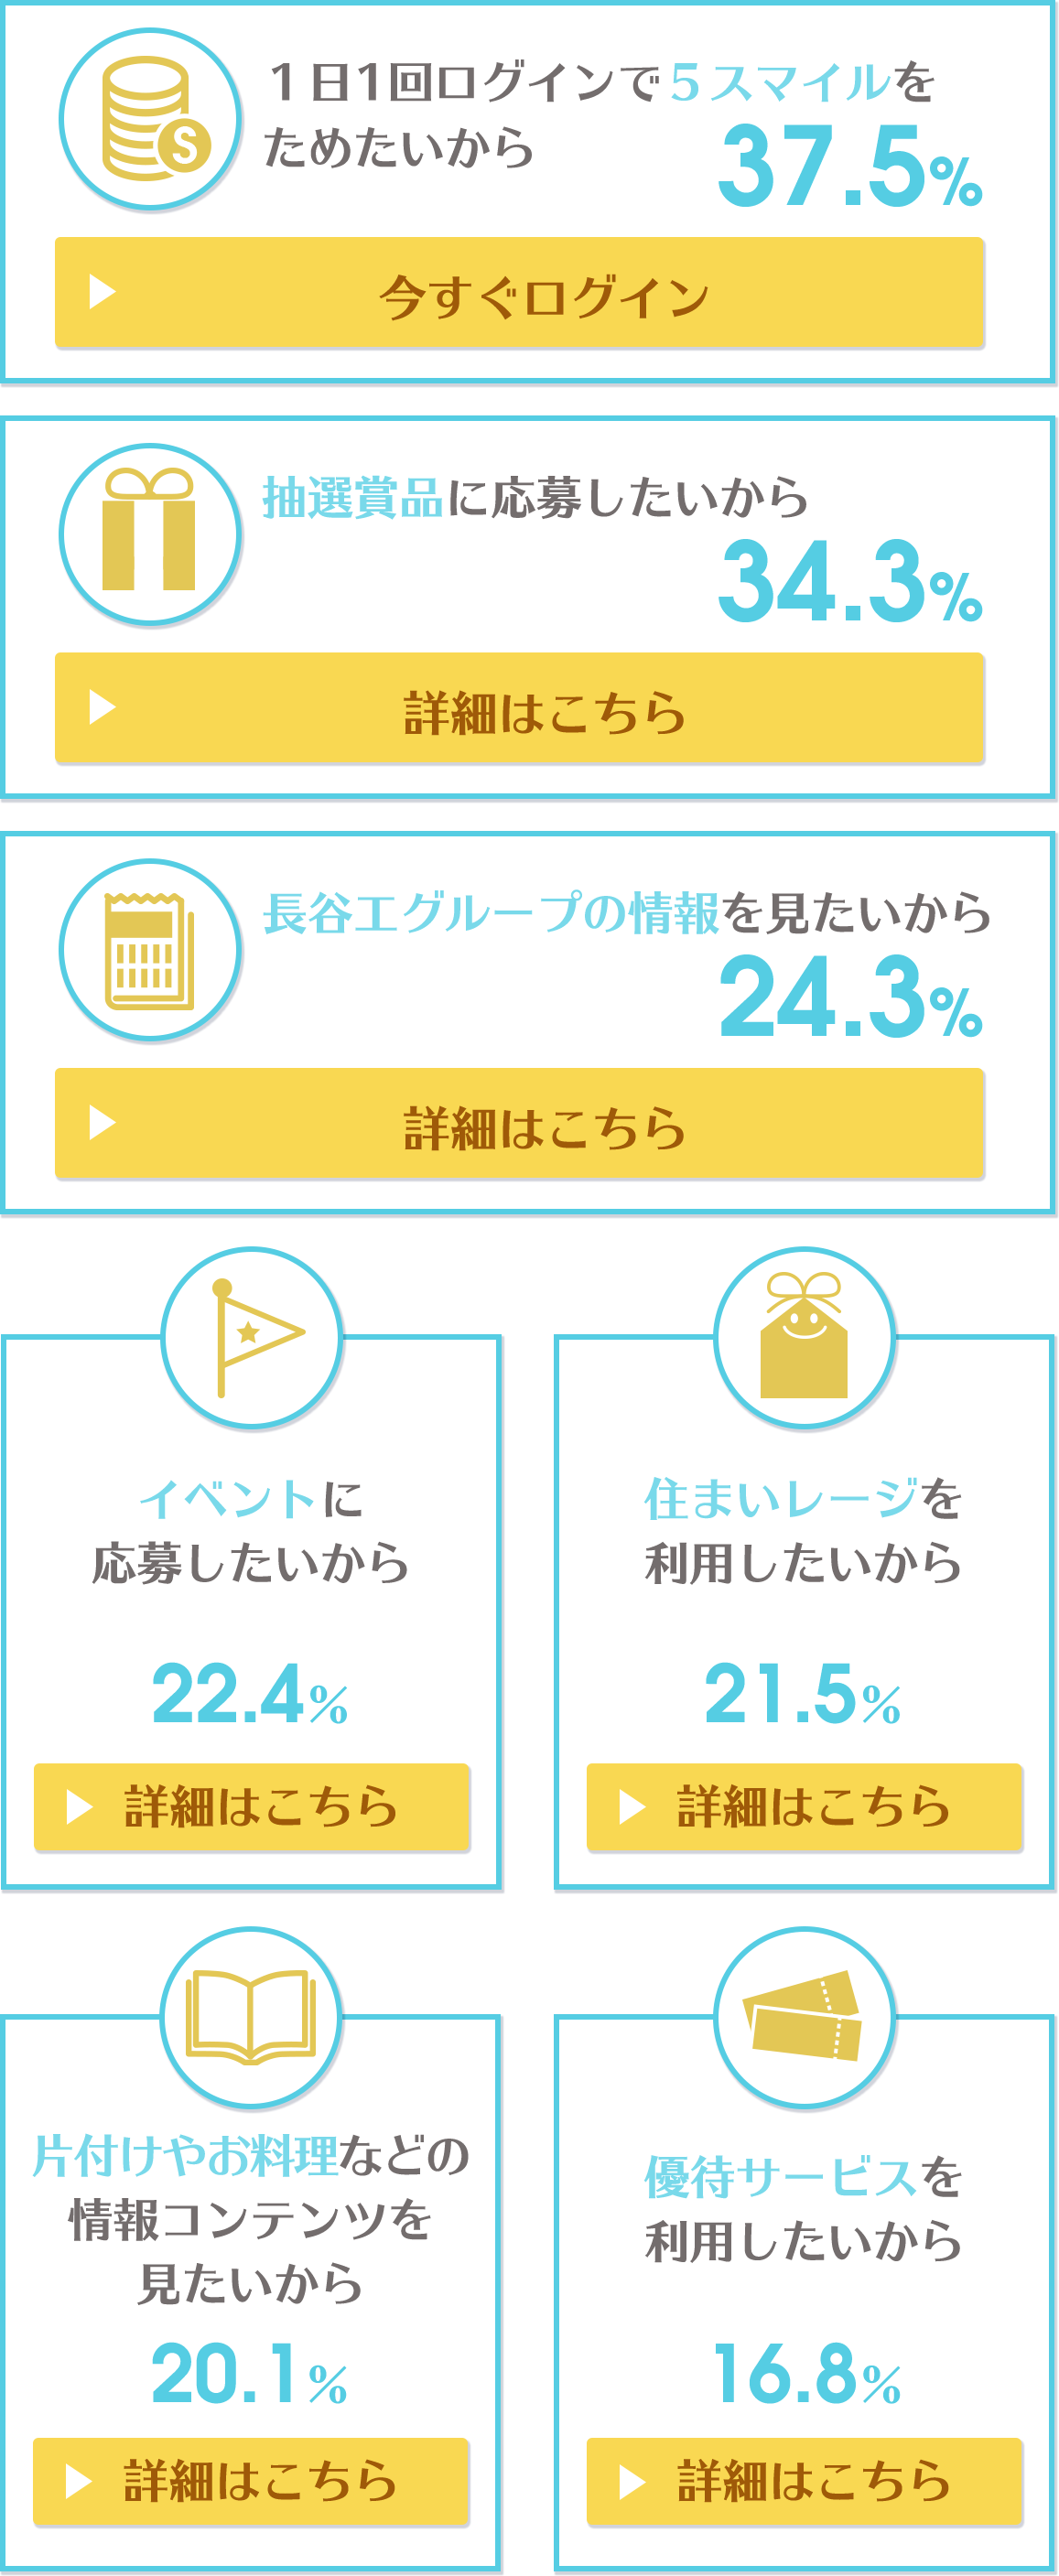 １日1回ログインで５スマイルを
ためたいから
37.5%
今すぐログイン
抽選賞品に応募したいから
34.3%
詳細はこちら
長谷工グループの情報を見たいから
24.3%
詳細はこちら
イベントに
応募したいから
22.4%
詳細はこちら
住まいレージを
利用したいから
21.5%
詳細はこちら
片付けやお料理などの
情報コンテンツを
見たいから
20.1%
詳細はこちら
優待サービスを
利用したいから
16.8%
詳細はこちら